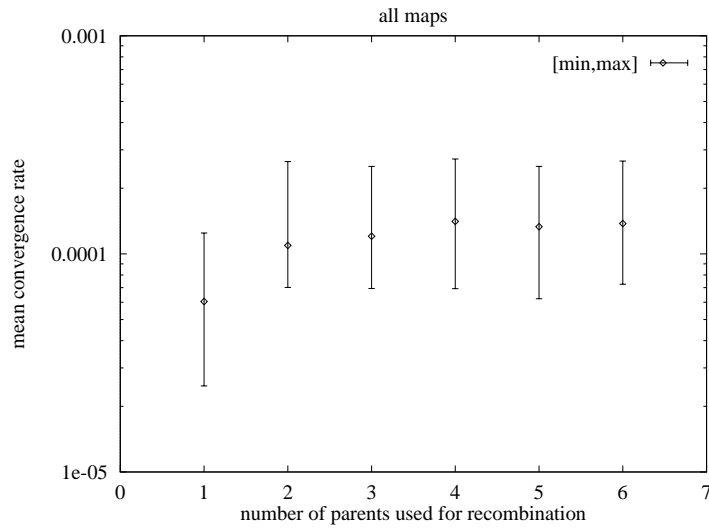 all maps
0.001
[min,max]
mean convergence rate
0.0001
1e-05
0 1 2 3 4 5 6 7
number of parents used for recombination